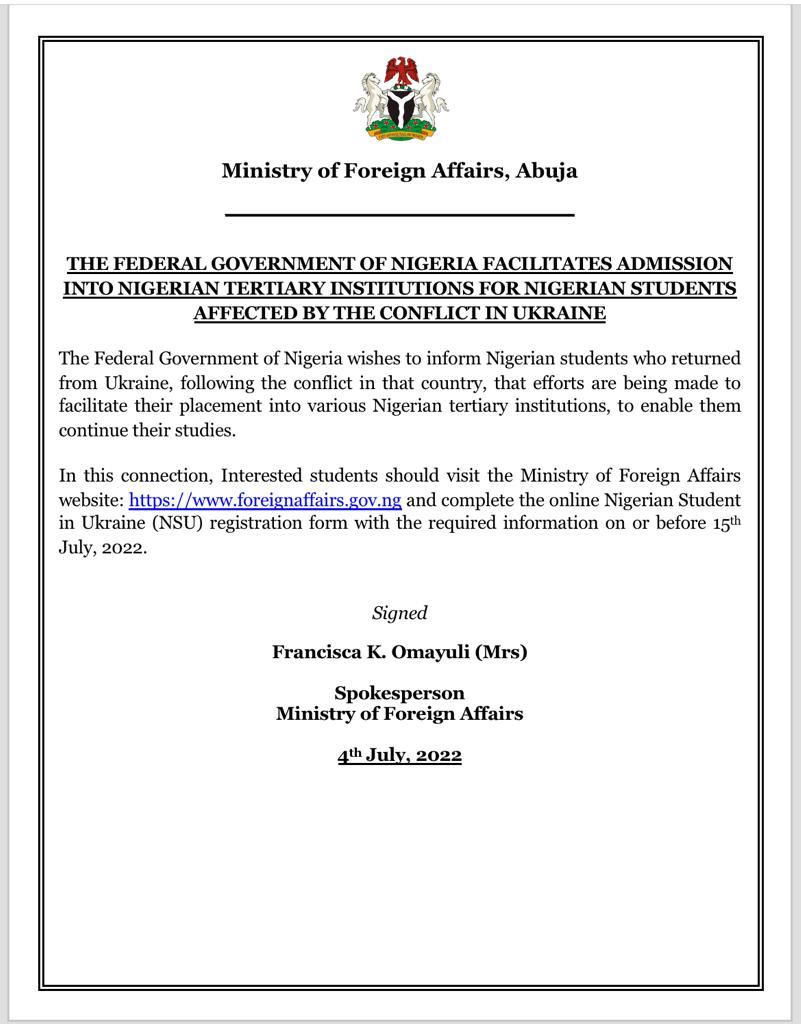 Ministry of Foreign Affairs, Abuja
THE FEDERAL GOVERNMENT OF NIGERIA FACILITATES ADMISSION
INTO NIGERIAN TERTIARY INSTITUTIONS FOR NIGERIAN STUDENTS
AFFECTED BY THE CONFLICT IN UKRAINE
The Federal Government of Nigeria wishes to inform Nigerian students who returned
from Ukraine, following the conflict in that country, that efforts are being made to
facilitate their placement into various Nigerian tertiary institutions, to enable them
continue their studies.
In this connection, Interested students should visit the Ministry of Foreign Affairs
website: https://www.foreignaffairs.gov.ng and complete the online Nigerian Student
in Ukraine (NSU) registration form with the required information on or before 15th
July, 2022.
Signed
Francisca K. Omayuli (Mrs)
Spokesperson
Ministry of Foreign Affairs
4th July, 2022